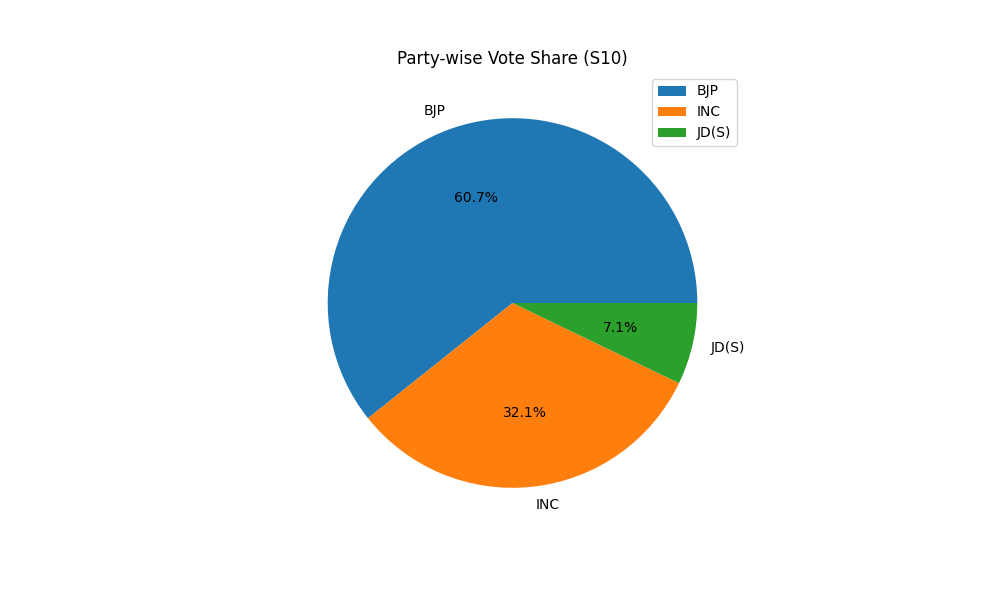 Party-wise Vote Share (S10)
BJP
INC
JD(S)
BJP
60.7%
7.1%
JD(S)
32.1%
INC